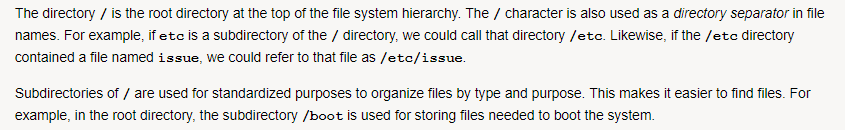 The directory / is the root directory at the top of the file system hierarchy. The / character is also used as a directory separator in file
names. For example, if etc is a subdirectory of the / directory, we could call that directory /etc. Likewise, if the /etc directory
contained a file named issue, we could refer to that file as /etc/issue.
Subdirectories of / are used for standardized purposes to organize files by type and purpose. This makes it easier to find files. For
example, in the root directory, the subdirectory /boot is used for storing files needed to boot the system.